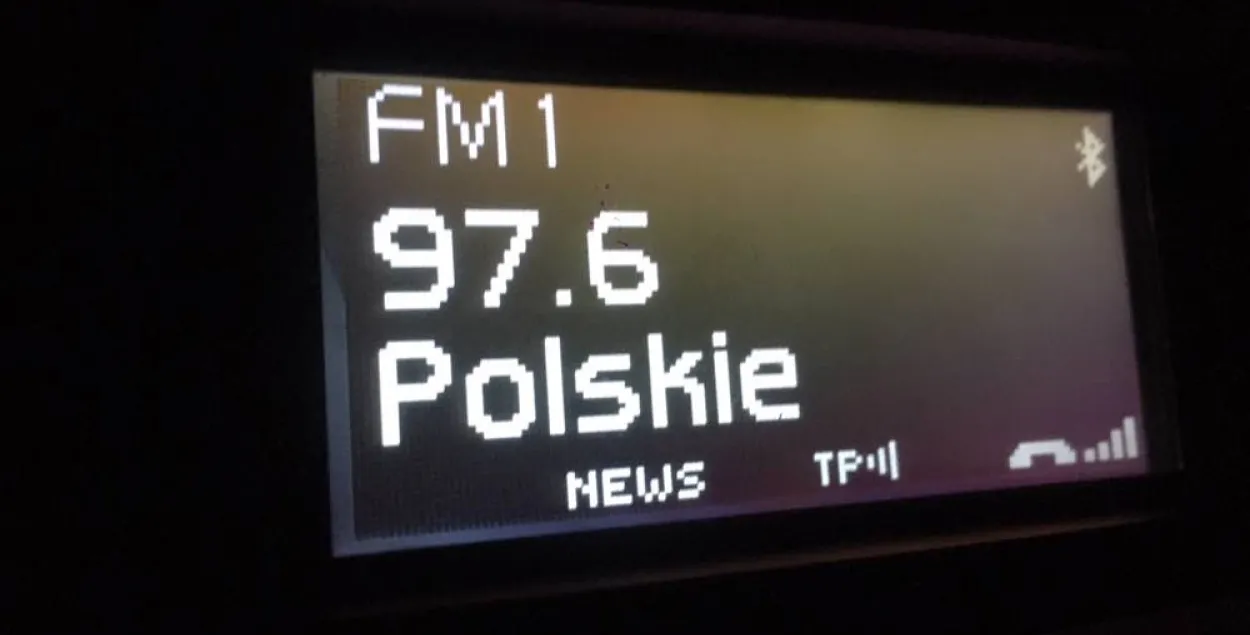 FM1
97.6
Polskie
NEWS TP